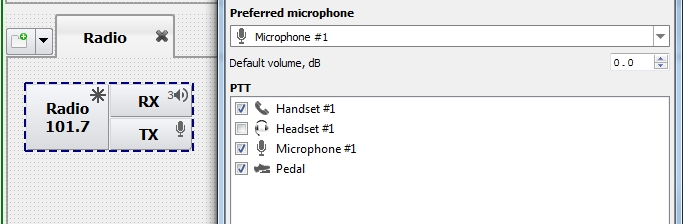 Radio
Radio
101.7
RX
3
TX
Preferred microphone
Microphone #1
Default volume, dB
0.0
PTT
Handset #1
Headset #1
Microphone #1
Pedal